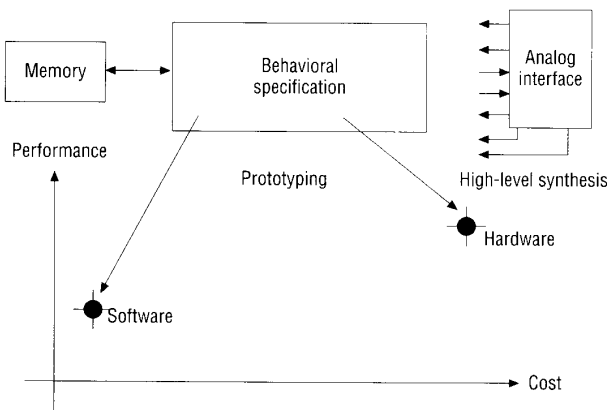 Memory
Behavioral
specification
Analog
interface
Performance
Prototyping
High-level synthesis
Hardware
Software
Cost